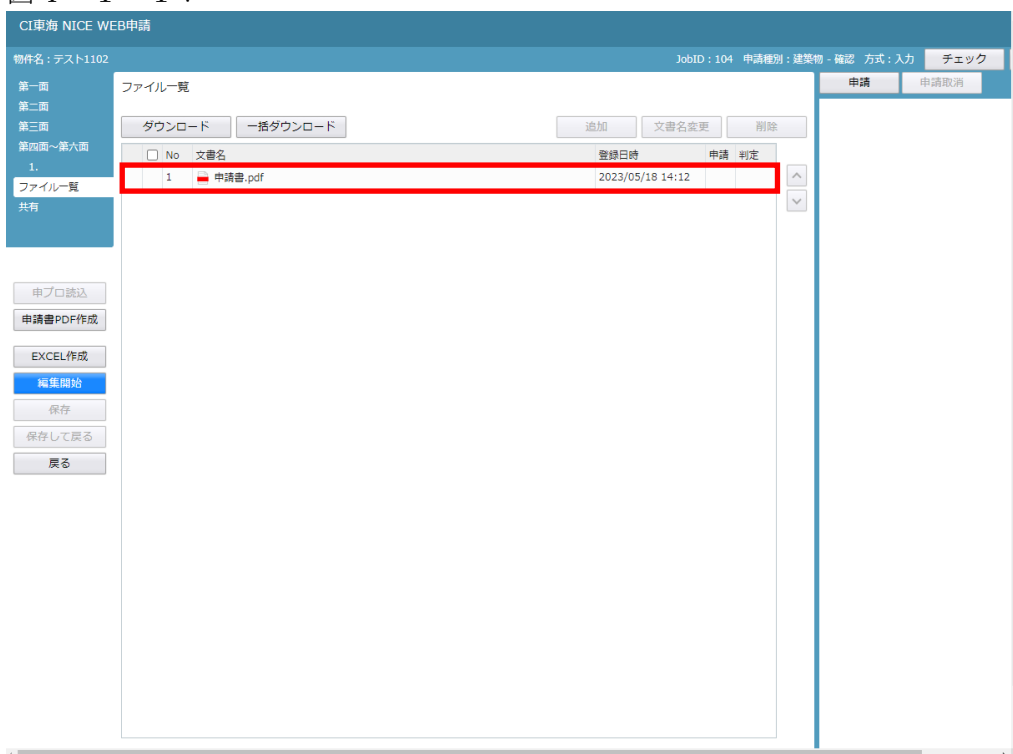 CI東海 NICE WEB申請
物件名：テスト1102
JobID：104 申請種別：建築物 - 確認 方式：入力 チェック
第一面
第二面
第三面
第四面～第六面
1.
ファイル一覧
共有
申プロ読込
申請書PDF作成
EXCEL作成
編集開始
保存
保存して戻る
戻る
ファイル一覧
ダウンロード 一括ダウンロード 追加 文書名変更 削除
No 文書名 登録日時 申請 判定
1 申請書.pdf 2023/05/18 14:12
申請 申請取消